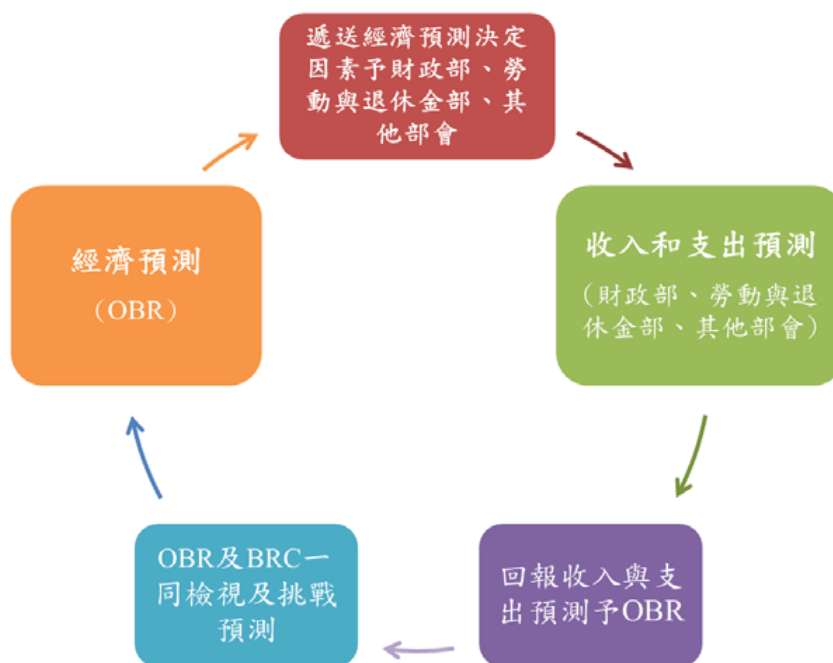 遞送經濟預測決定
因素予財政部、勞
動與退休金部、其
他部會
經濟預測
（OBR）
收入和支出預測
（財政部、勞動與退
休金部、其他部會）
OBR及BRC一
同檢視及挑戰
預測
回報收入與支
出預測予OBR